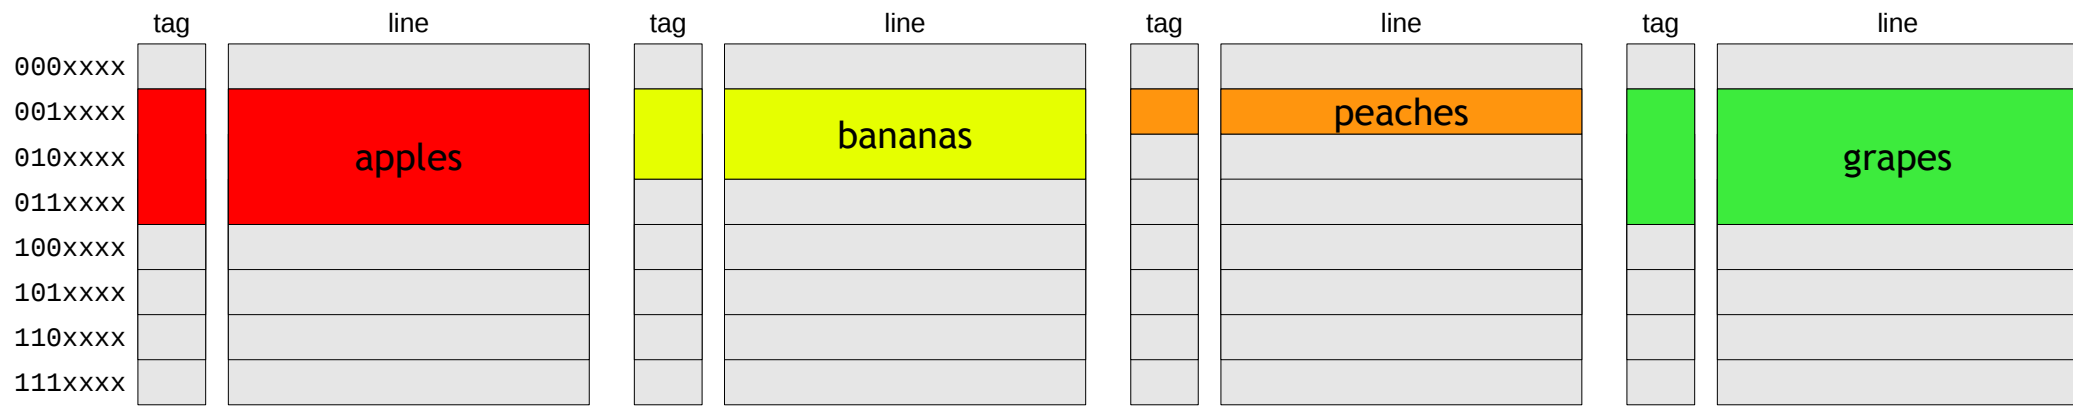 tag line tag line tag line tag line
000xxxx
001xxxx peaches
bananas
010xxxx apples grapes
011xxxx
100xxxx
101xxxx
110xxxx
111xxxx